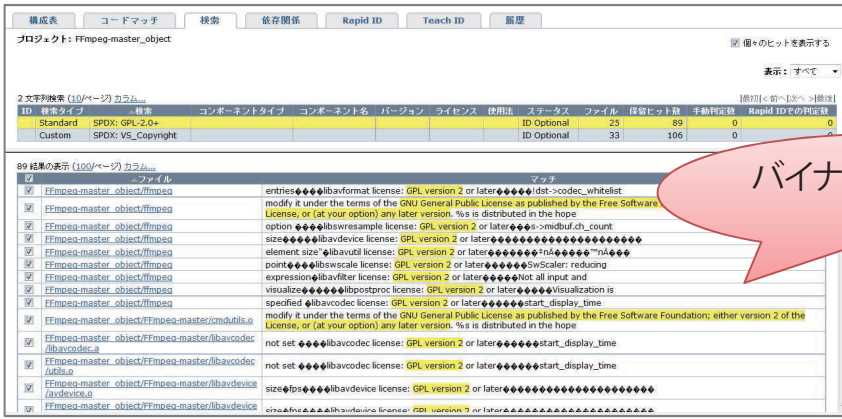 構成表 コードマッチ 検索 依存関係 Rapid ID Teach ID 履歴
プロジェクト: FFmpeg-master_object
個々のヒットを表示する
表示: すべて
2 文字列検索 (10/ページ) カラム...
|最初|< 前へ|次へ >|最後|
ID 検索タイプ 検索 コンポーネントタイプ コンポーネント名 バージョン ライセンス 使用法 ステータス ファイル 保留ヒット数 手動判定数 Rapid IDでの判定数
Standard SPDX: GPL-2.0+ ID Optional 25 89 0 0
Custom SPDX: VS_Copyright ID Optional 33 106 0
89 結果の表示 (100/ページ) カラム...
ファイル マッチ
FFmpeg-master_object/ffmpeg entries����libavformat license: GPL version 2 or later�����!dst->codec_whitelist
FFmpeg-master_object/ffmpeg modify it under the terms of the GNU General Public License as published by the Free Software
License, or (at your option) any later version. %s is distributed in the hope
FFmpeg-master_object/ffmpeg option ����libswresample license: GPL version 2 or later���s->midbuf.ch_count
FFmpeg-master_object/ffmpeg size�����libavdevice license: GPL version 2 or later����������������������
FFmpeg-master_object/ffmpeg element size"�libavutil license: GPL version 2 or later�������
FFmpeg-master_object/ffmpeg point����libswscale license: GPL version 2 or later������SwScaler: reducing
FFmpeg-master_object/ffmpeg expression�libavfilter license: GPL version 2 or later�����Not all input and
FFmpeg-master_object/ffmpeg visualize������libpostproc license: GPL version 2 or later�����Visualization is
FFmpeg-master_object/ffmpeg specified �libavcodec license: GPL version 2 or later������start_display_time
FFmpeg-master_object/FFmpeg-master/cmdutils.o modify it under the terms of the GNU General Public License as published by the Free Software Foundation; either version 2 of the
License, or (at your option) any later version. %s is distributed in the hope
FFmpeg-master_object/FFmpeg-master/libavcodec
/libavcodec.a not set ����libavcodec license: GPL version 2 or later������start_display_time
FFmpeg-master_object/FFmpeg-master/libavcodec
/utils.o not set ����libavcodec license: GPL version 2 or later������start_display_time
FFmpeg-master_object/FFmpeg-master/libavdevice
/avdevice.o size�fps����libavdevice license: GPL version 2 or later����������������������
FFmpeg-master_object/FFmpeg-master/libavdevice size�fps����libavdevice license: GPL version 2 or later����������������������
バイナ